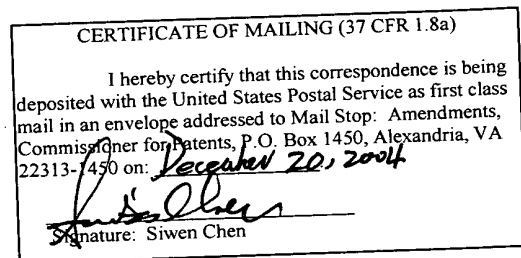 CERTIFICATE OF MAILING (37 CFR 1.8a)
I hereby certify that this correspondence is being
deposited with the United States Postal Service as first class
mail in an envelope addressed to Mail Stop: Amendments,
Commissioner for Patents, P.O. Box 1450, Alexandria, VA
22313-1450 on: December 20, 2004
Signature: Siwen Chen